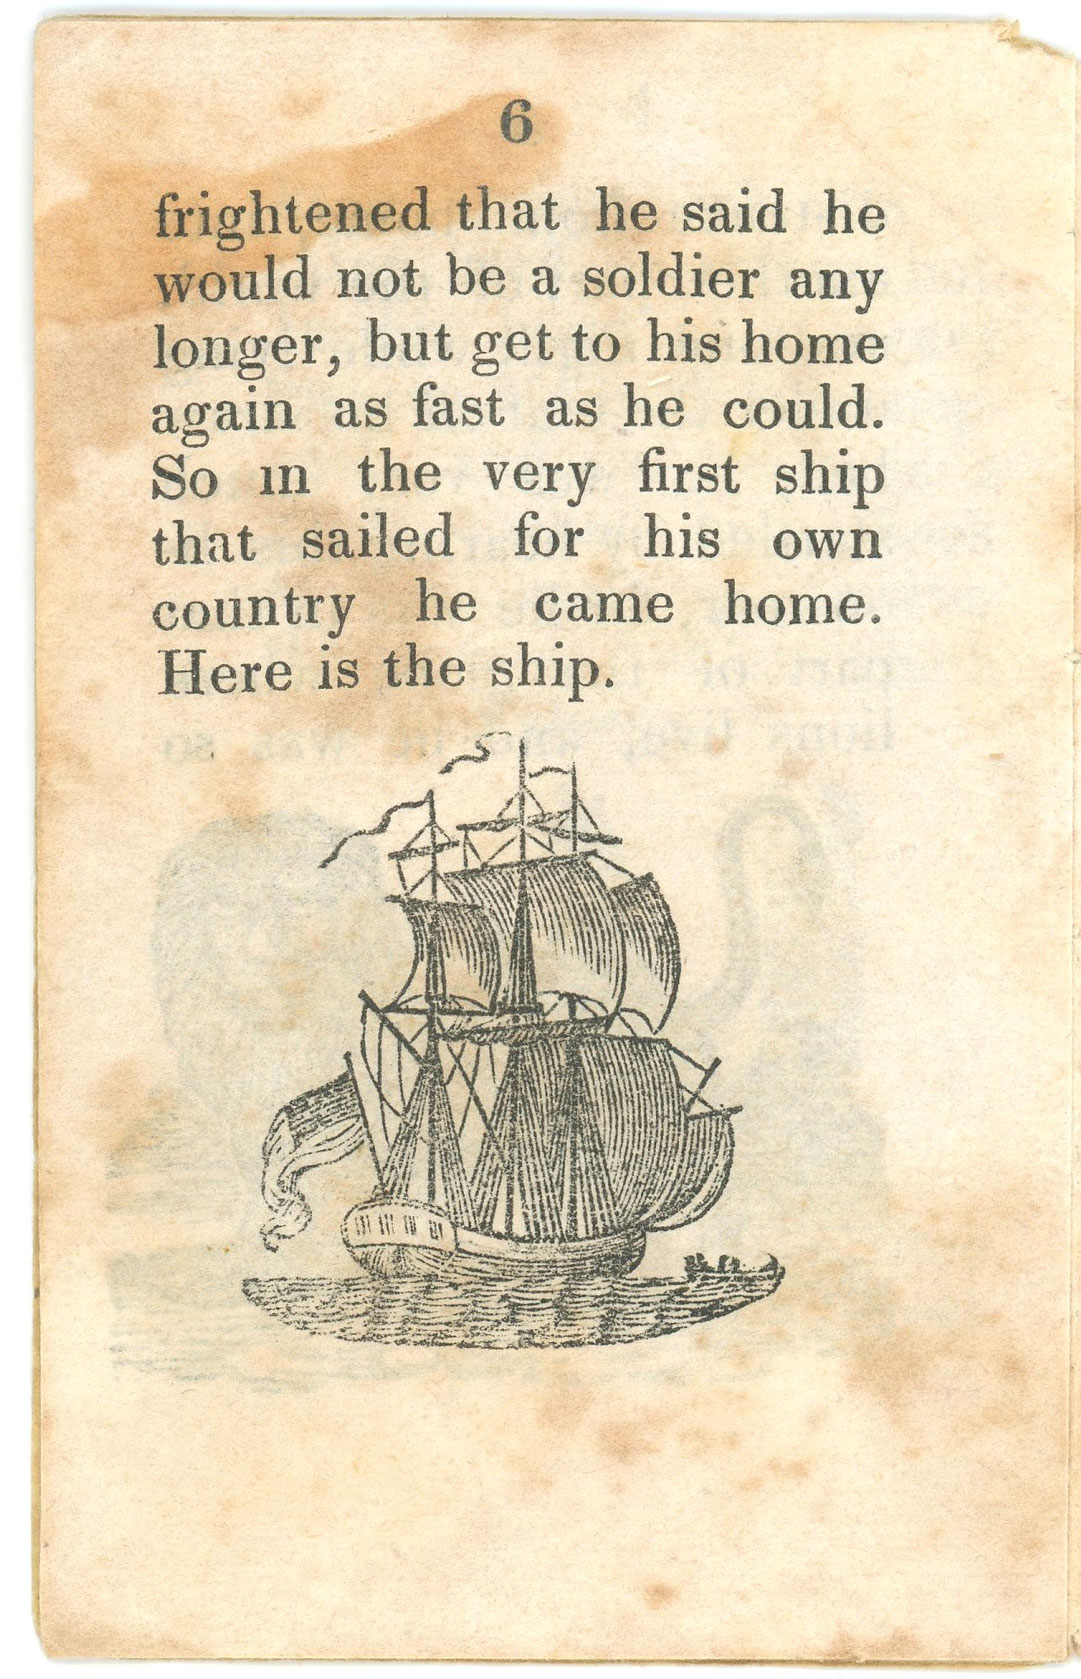 6
frightened that he said he
would not be a soldier any
longer, but get to his home
again as fast as he could.
So in the very first ship
that sailed for his own
country he came home.
Here is the ship.